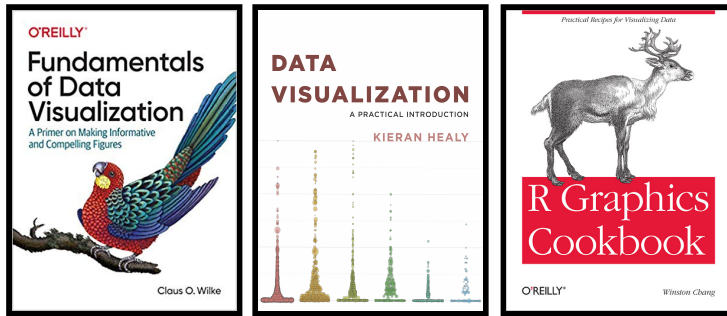 O'REILLY®
Fundamentals
of Data
Visualization
A Primer on Making Informative
and Compelling Figures
Claus O. Wilke
DATA
VISUALIZATION
A PRACTICAL INTRODUCTION
KIERAN HEALY
Practical Recipes for Visualizing Data
R Graphics
Cookbook
O'REILLY®
Winston Chang